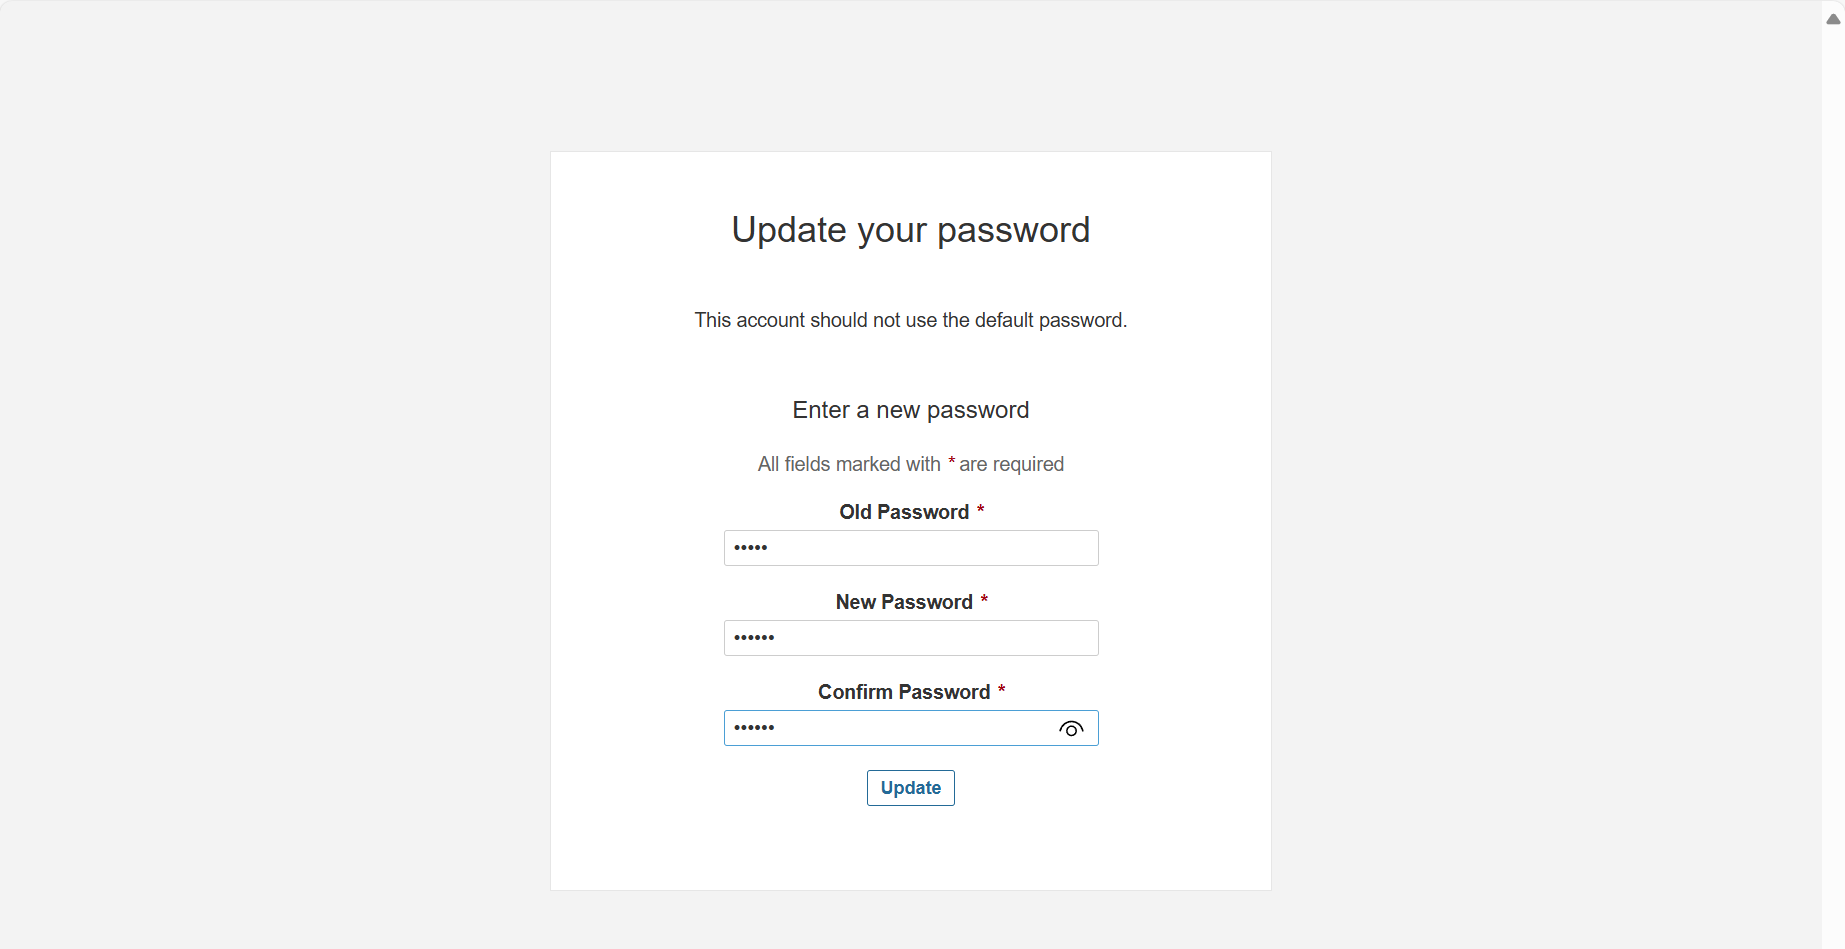 Update your password
This account should not use the default password.
Enter a new password
All fields marked with * are required
Old Password *
•••••
New Password *
••••••
Confirm Password *
••••••
Update